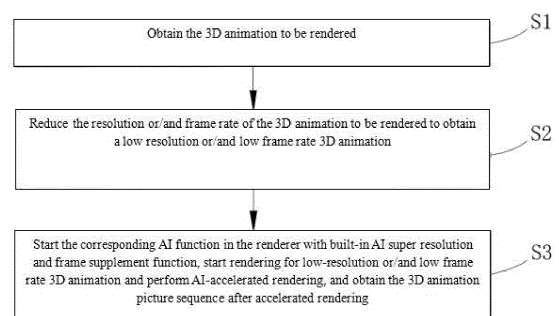 Obtain the 3D animation to be rendered
S1
Reduce the resolution or/and frame rate of the 3D animation to be rendered to obtain
a low resolution or/and low frame rate 3D animation
S2
Start the corresponding AI function in the renderer with built-in AI super resolution
and frame supplement function, start rendering for low-resolution or/and low frame
rate 3D animation and perform AI-accelerated rendering, and obtain the 3D animation
picture sequence after accelerated rendering
S3